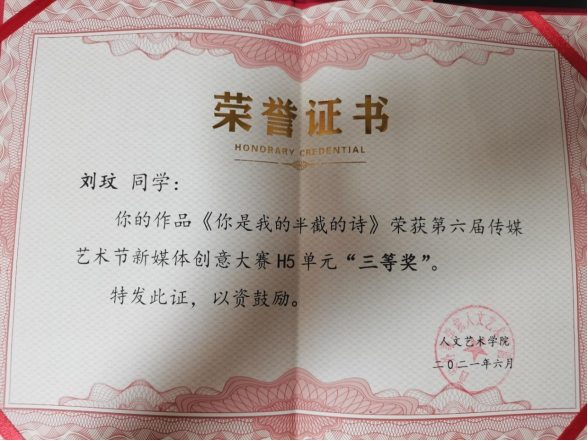 荣誉证书
HONORARY CREDENTIAL
刘玟 同学：
你的作品《你是我的半截的诗》荣获第六届传媒
艺术节新媒体创意大赛H5单元“三等奖”。
特发此证，以资鼓励。
人文艺术学院
二〇二一年六月